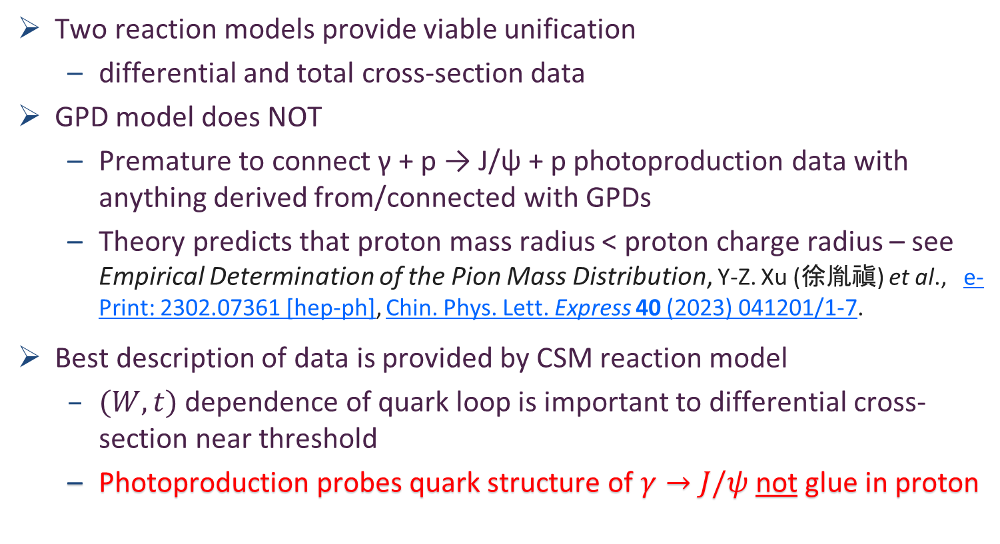 ➢ Two reaction models provide viable unification
– differential and total cross-section data
➢ GPD model does NOT
– Premature to connect γ + p → J/ψ + p photoproduction data with
anything derived from/connected with GPDs
– Theory predicts that proton mass radius < proton charge radius – see
Empirical Determination of the Pion Mass Distribution, Y-Z. Xu (徐胤禛) et al., e-
Print: 2302.07361 [hep-ph], Chin. Phys. Lett. Express 40 (2023) 041201/1-7.
➢ Best description of data is provided by CSM reaction model
– (W, t) dependence of quark loop is important to differential cross-
section near threshold
– Photoproduction probes quark structure of γ → J/ψ not glue in proton